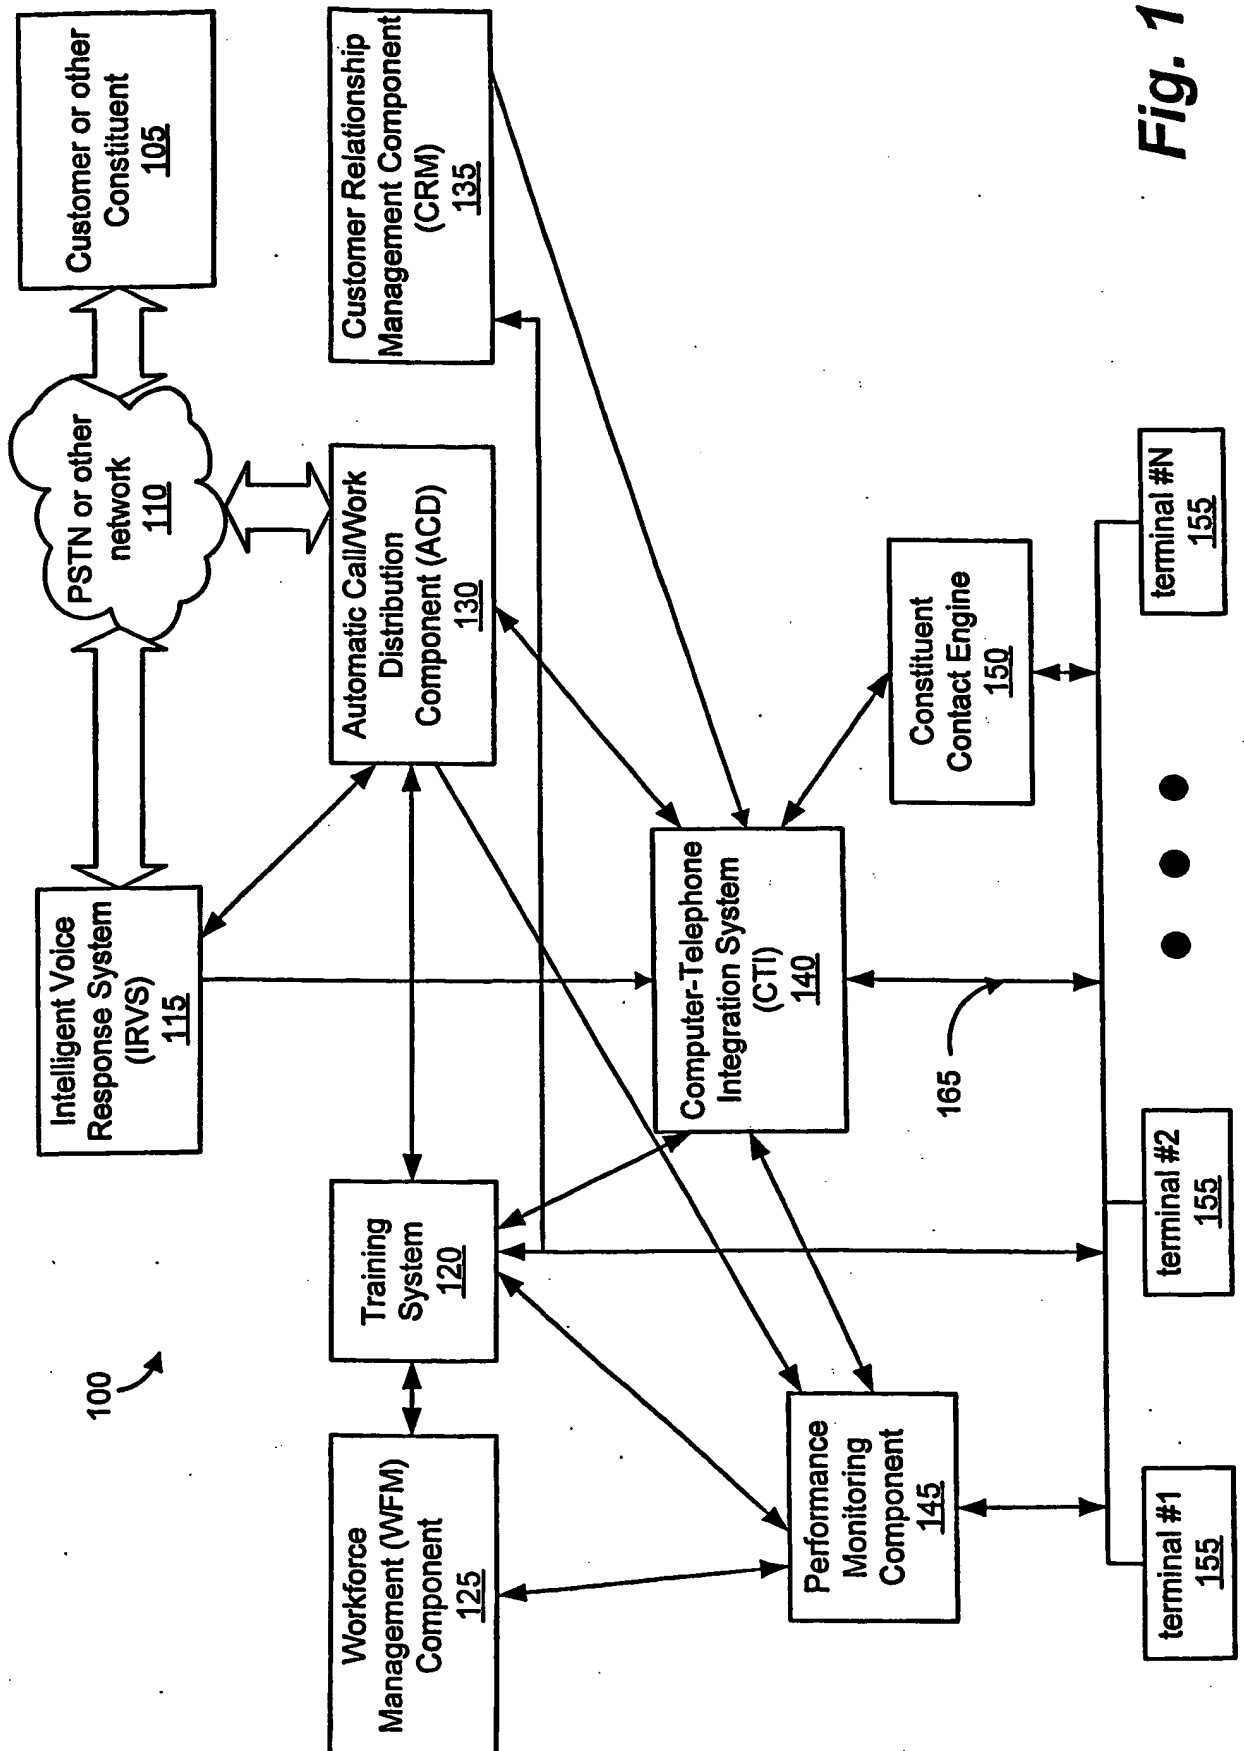 100
Customer or other
Constituent
105
PSTN or other
network
110
Intelligent Voice
Response System
(IRVS)
115
Workforce
Management (WFM)
Component
125
Training
System
120
Automatic Call/Work
Distribution
Component (ACD)
130
Customer Relationship
Management Component
(CRM)
135
Computer-Telephone
Integration System
(CTI)
140
Performance
Monitoring
Component
145
Constituent
Contact Engine
150
165
terminal #1
155
terminal #2
155
terminal #N
155
Fig. 1